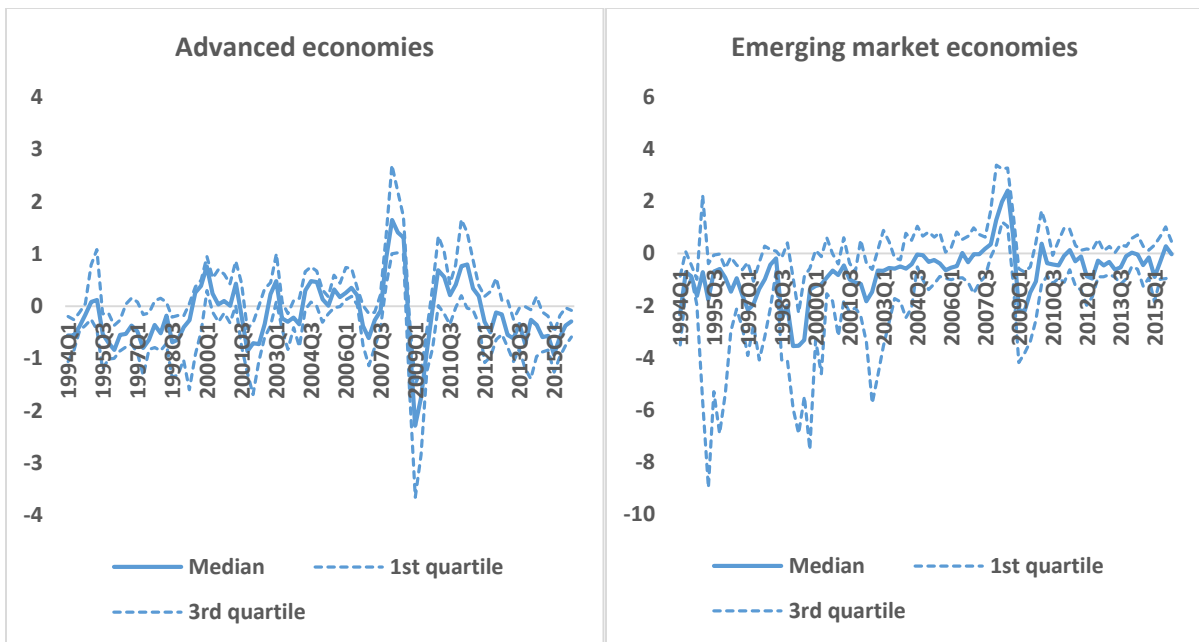 Advanced economies
4
3
2
1
0
-1
-2
-3
-4
1994Q1
1995Q3
1997Q1
1998Q3
2000Q1
2001Q3
2003Q1
2004Q3
2006Q1
2007Q3
2009Q1
2010Q3
2012Q1
2013Q3
2015Q1
Median
1st quartile
3rd quartile
Emerging market economies
6
4
2
0
-2
-4
-6
-8
-10
1994Q1
1995Q3
1997Q1
1998Q3
2000Q1
2001Q3
2003Q1
2004Q3
2006Q1
2007Q3
2009Q1
2010Q3
2012Q1
2013Q3
2015Q1
Median
1st quartile
3rd quartile